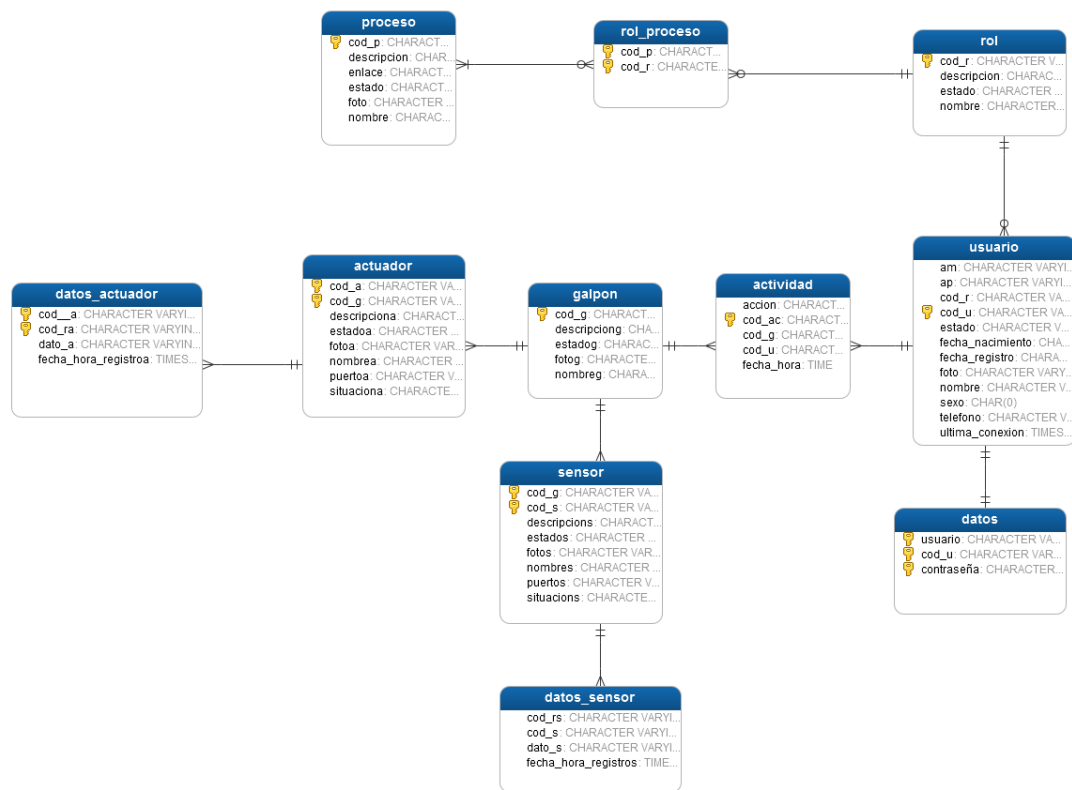 proceso
cod_p: CHARACT...
descripcion: CHAR...
enlace: CHARACT...
estado: CHARACT...
foto: CHARACTER ...
nombre: CHARAC...
rol_proceso
cod_p: CHARACT...
cod_r: CHARACTE...
rol
cod_r: CHARACTER V...
descripcion: CHARAC...
estado: CHARACTER ...
nombre: CHARACTER...
datos_actuador
cod__a: CHARACTER VARYI...
cod_ra: CHARACTER VARYIN...
dato_a: CHARACTER VARYIN...
fecha_hora_registroa: TIMES...
actuador
cod_a: CHARACTER VA...
cod_g: CHARACTER VA...
descripciona: CHARACT...
estadoa: CHARACTER ...
fotoa: CHARACTER VAR...
nombrea: CHARACTER ...
puertoa: CHARACTER V...
situaciona: CHARACTE...
galpon
cod_g: CHARACT...
descripciong: CHA...
estadog: CHARAC...
fotog: CHARACTER...
nombreg: CHARA...
actividad
accion: CHARACT...
cod_ac: CHARACT...
cod_g: CHARACT...
cod_u: CHARACT...
fecha_hora: TIME
usuario
am: CHARACTER VARYI...
ap: CHARACTER VARYI...
cod_r: CHARACTER VA...
cod_u: CHARACTER VA...
estado: CHARACTER V...
fecha_nacimiento: CHA...
fecha_registro: CHARA...
foto: CHARACTER VARY...
nombre: CHARACTER V...
sexo: CHAR(0)
telefono: CHARACTER V...
ultima_conexion: TIMES...
sensor
cod_g: CHARACTER VA...
cod_s: CHARACTER VA...
descripcions: CHARACT...
estados: CHARACTER ...
fotos: CHARACTER VAR...
nombres: CHARACTER ...
puertos: CHARACTER V...
situacions: CHARACTE...
datos
usuario: CHARACTER VA...
cod_u: CHARACTER VAR...
contraseña: CHARACTER...
datos_sensor
cod_rs: CHARACTER VARYI...
cod_s: CHARACTER VARYI...
dato_s: CHARACTER VARYI...
fecha_hora_registros: TIME...